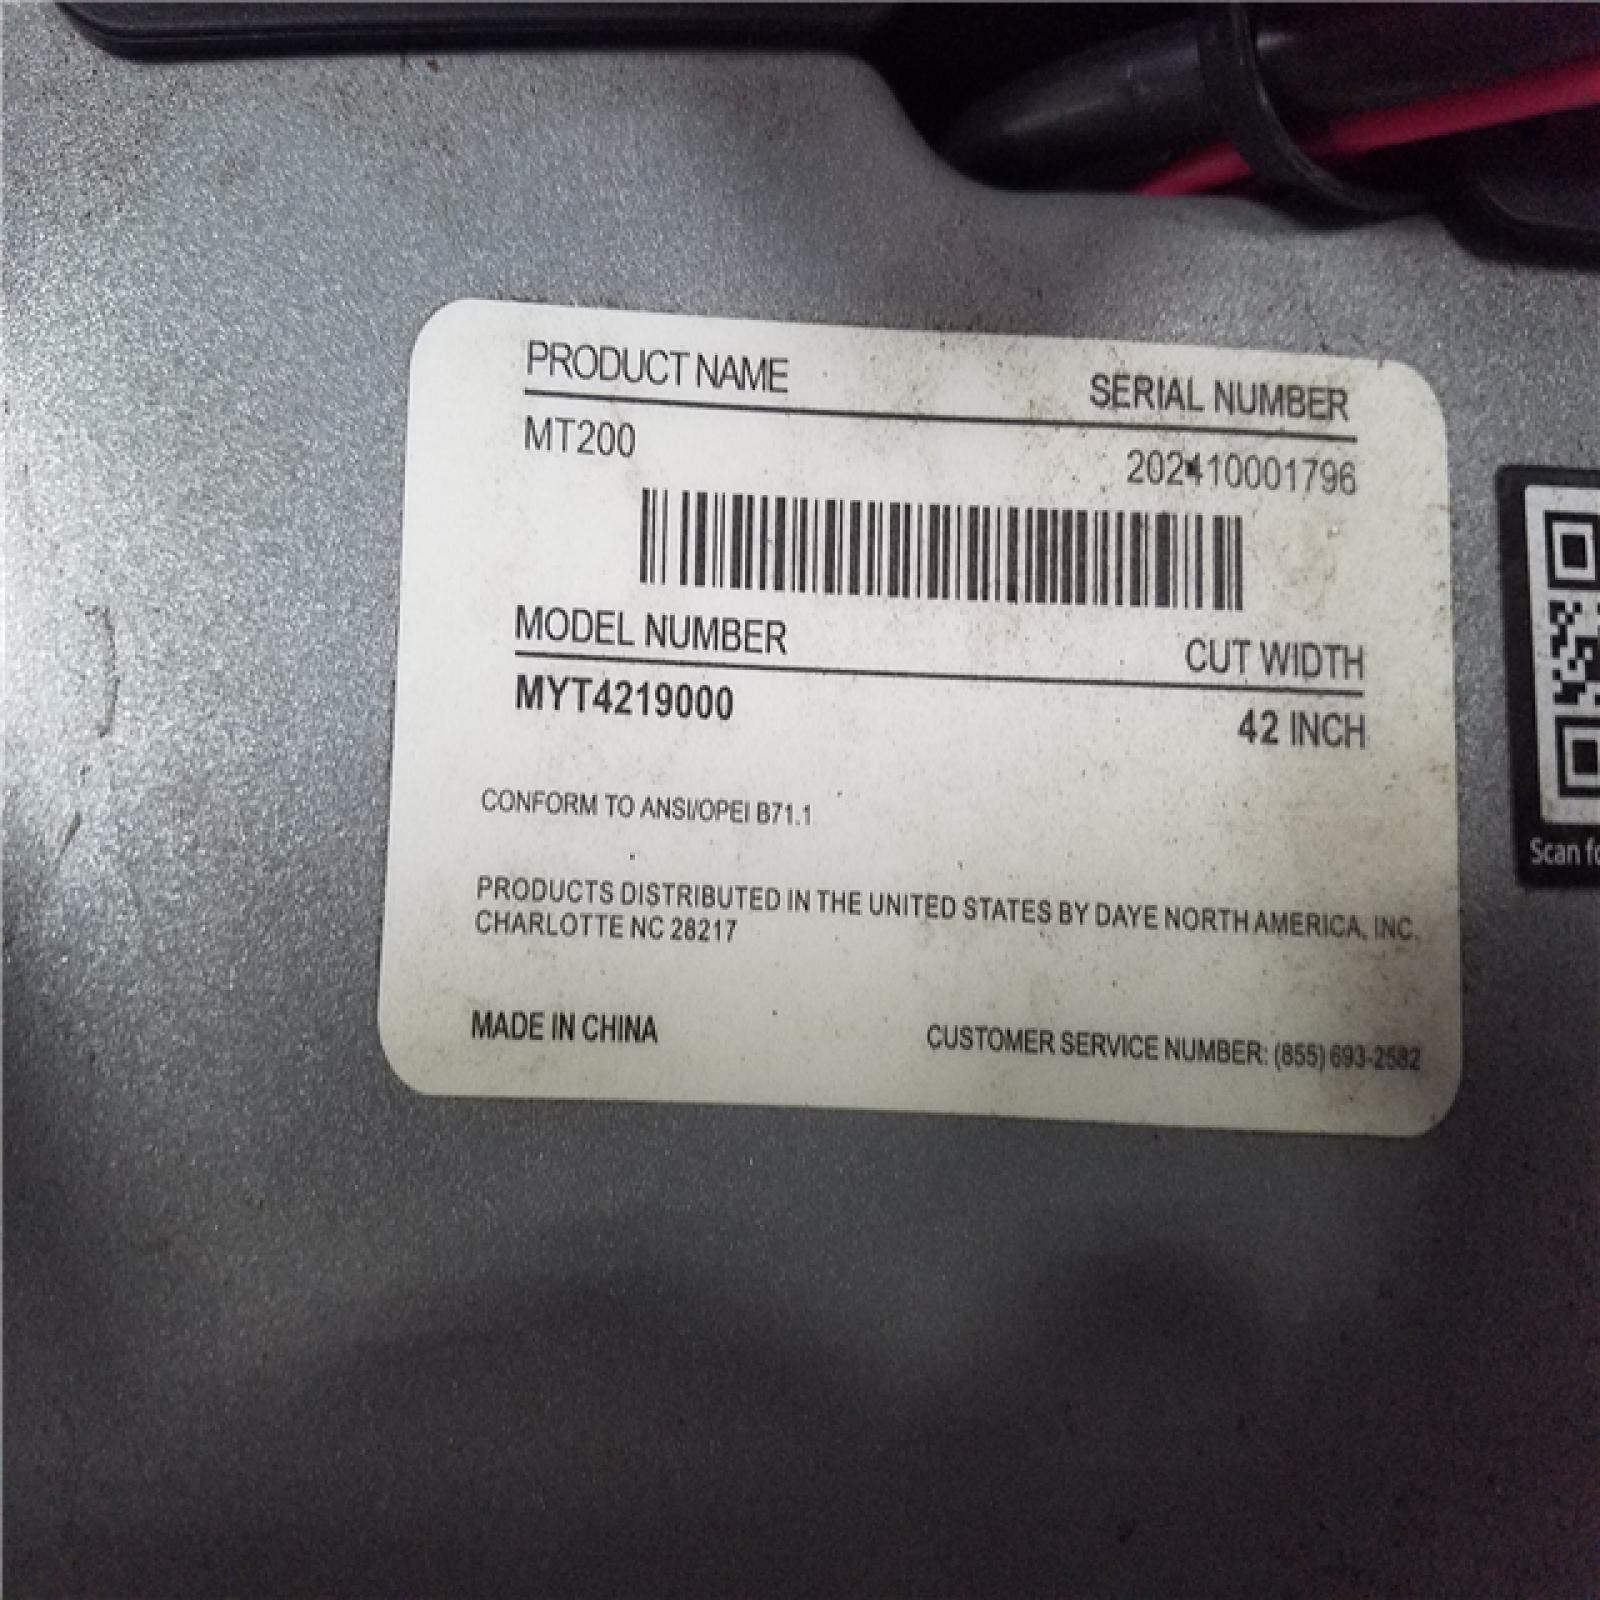 PRODUCT NAME SERIAL NUMBER
MT200 202410001796
MODEL NUMBER CUT WIDTH
MYT4219000 42 INCH
CONFORM TO ANSI/OPEI B71.1
PRODUCTS DISTRIBUTED IN THE UNITED STATES BY DAYE NORTH AMERICA, INC.
CHARLOTTE NC 28217
MADE IN CHINA CUSTOMER SERVICE NUMBER: (855) 693-2582
Scan